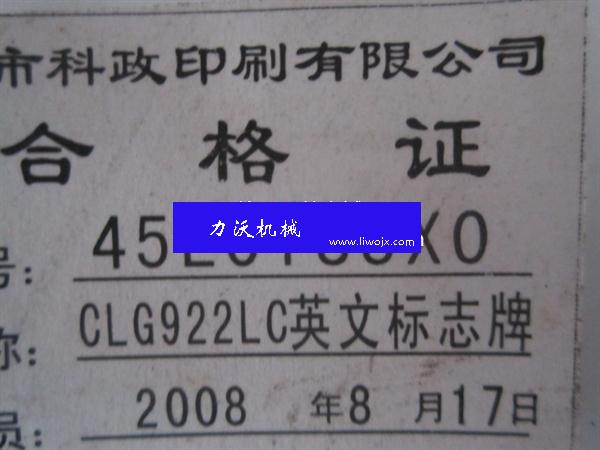 市科政印刷有限公司
合 格 证
力沃机械
www.liwojx.com
号:
CLG922LC英文标志牌
称:
2008 年8 月17日
员: